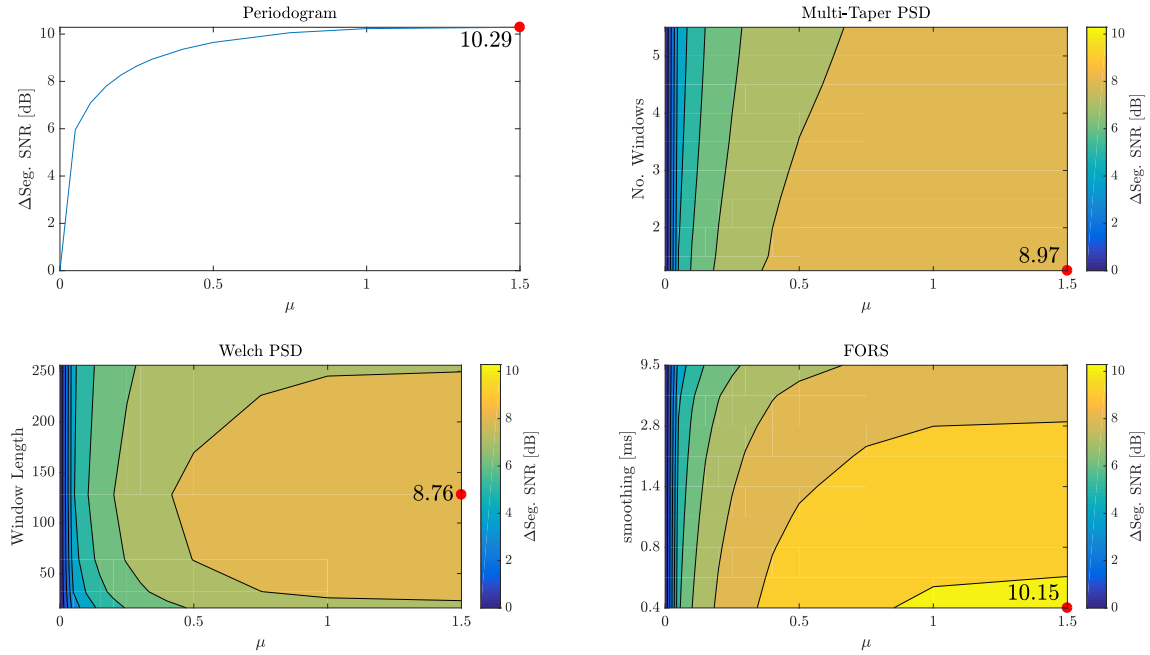 Periodogram
10
8
6
4
2
0
ΔSeg. SNR [dB]
10.29
0 0.5 1 1.5
μ
Multi-Taper PSD
5
4
3
2
No. Windows
8.97
0 0.5 1 1.5
μ
10
8
6
4
2
0
ΔSeg. SNR [dB]
Welch PSD
250
200
150
100
50
Window Length
8.76
0 0.5 1 1.5
μ
10
8
6
4
2
0
ΔSeg. SNR [dB]
FORS
9.5
2.8
1.4
0.8
0.4
smoothing [ms]
10.15
0 0.5 1 1.5
μ
10
8
6
4
2
0
ΔSeg. SNR [dB]